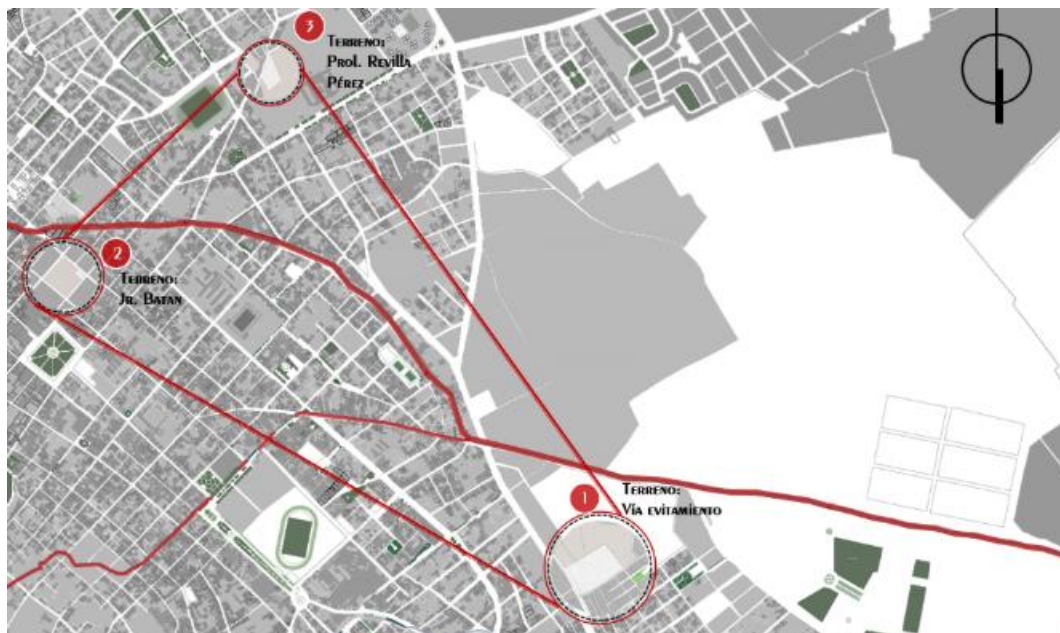 3
Terreno:
Prol. Revilla
Pérez
2
Terreno:
Jr. Batan
1
Terreno:
Vía evitamiento